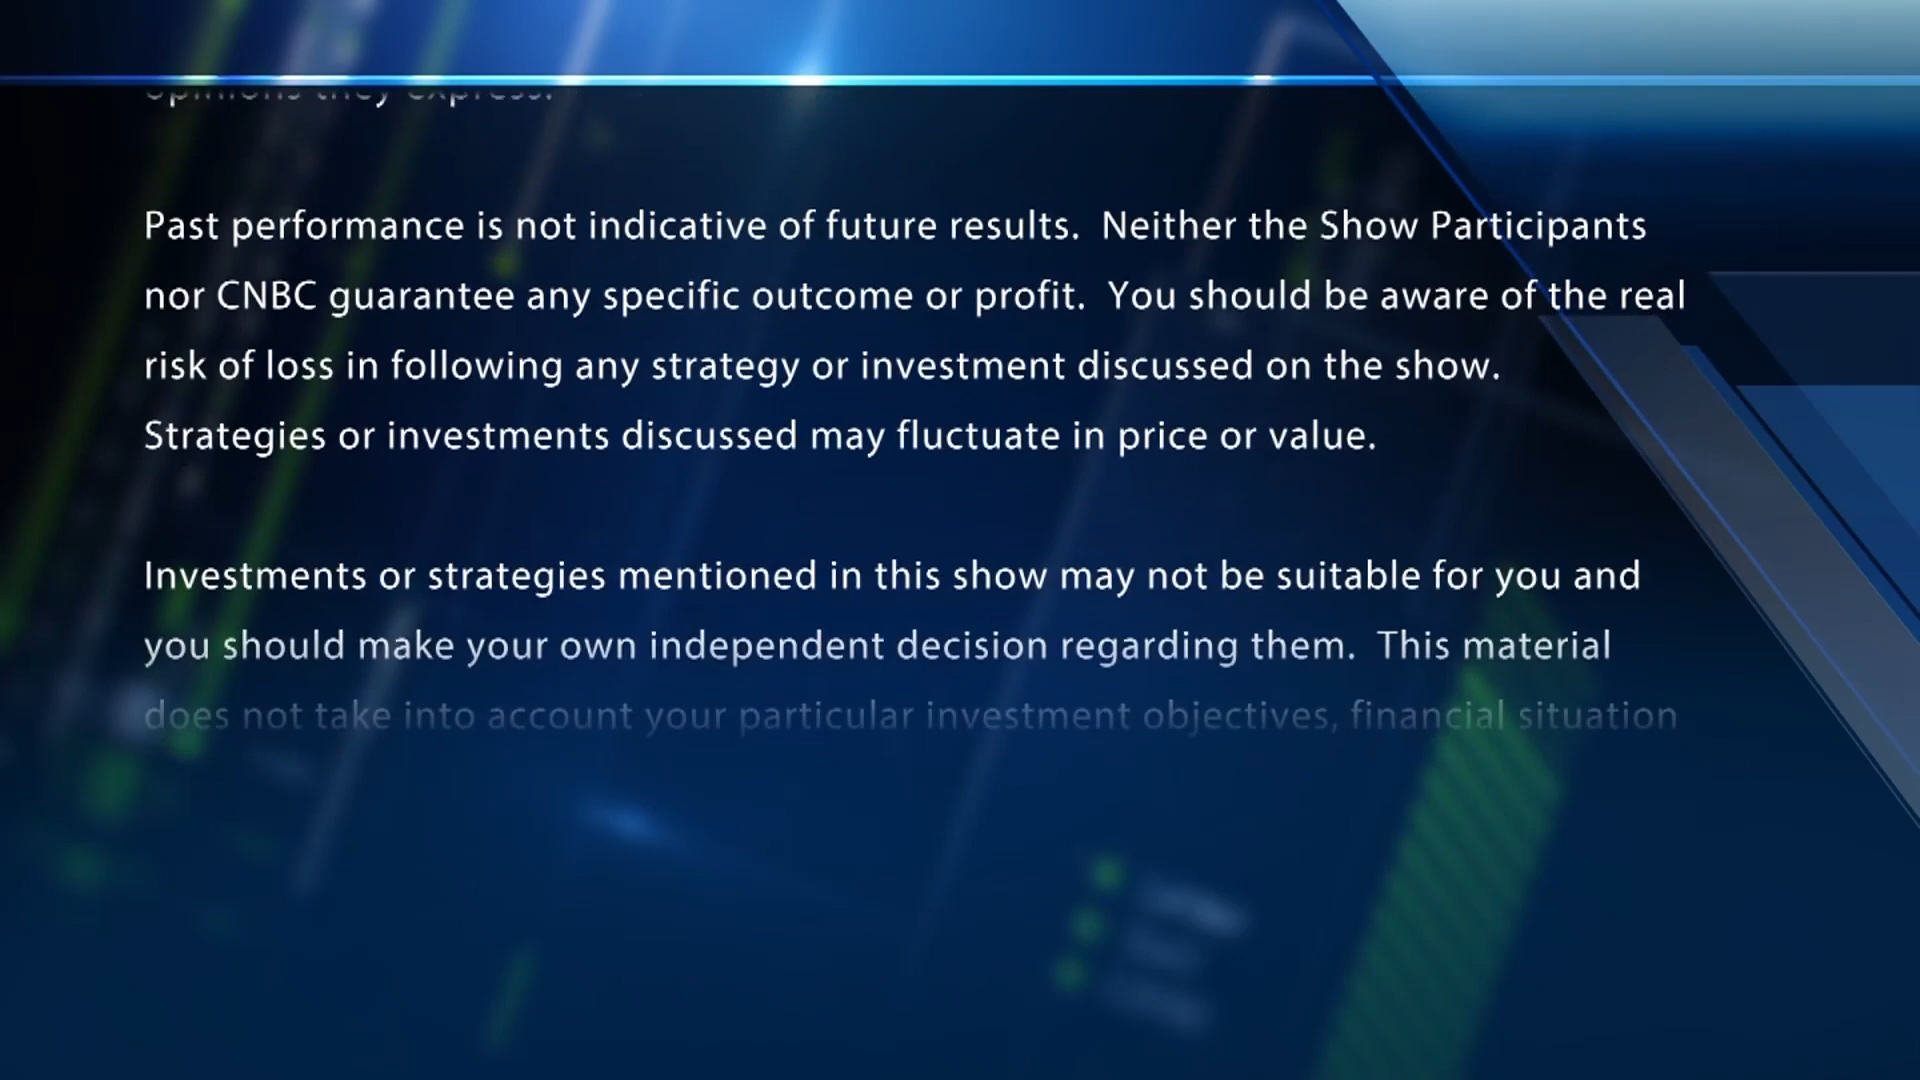 opinions they express.
Past performance is not indicative of future results.  Neither the Show Participants
nor CNBC guarantee any specific outcome or profit.  You should be aware of the real
risk of loss in following any strategy or investment discussed on the show.
Strategies or investments discussed may fluctuate in price or value.
Investments or strategies mentioned in this show may not be suitable for you and
you should make your own independent decision regarding them.  This material
does not take into account your particular investment objectives, financial situation